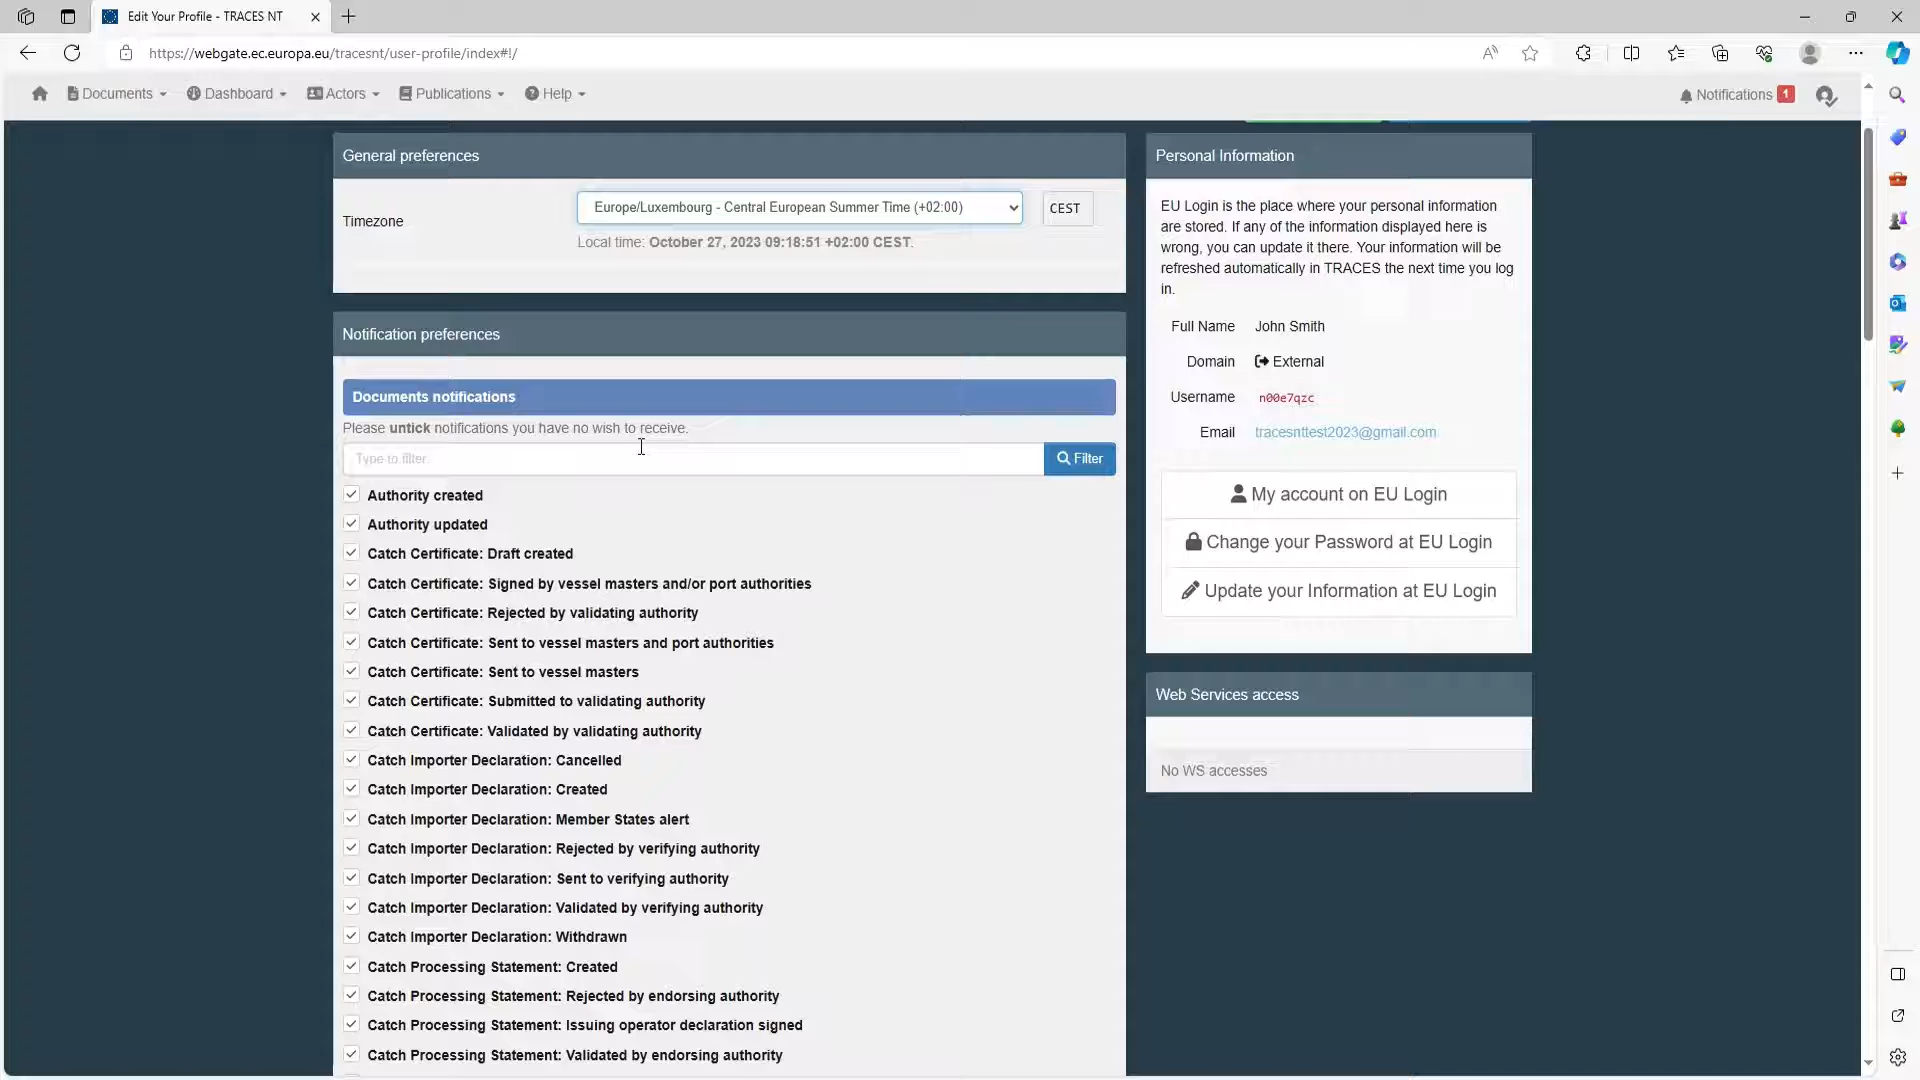 Edit Your Profile - TRACES NT
https://webgate.ec.europa.eu/tracesnt/user-profile/index#!/
Documents
Dashboard
Actors
Publications
Help
Notifications 1
General preferences
Timezone
Europe/Luxembourg - Central European Summer Time (+02:00)
CEST
Local time: October 27, 2023 09:18:51 +02:00 CEST.
Notification preferences
Documents notifications
Please untick notifications you have no wish to receive.
Type to filter.
Filter
Authority created
Authority updated
Catch Certificate: Draft created
Catch Certificate: Signed by vessel masters and/or port authorities
Catch Certificate: Rejected by validating authority
Catch Certificate: Sent to vessel masters and port authorities
Catch Certificate: Sent to vessel masters
Catch Certificate: Submitted to validating authority
Catch Certificate: Validated by validating authority
Catch Importer Declaration: Cancelled
Catch Importer Declaration: Created
Catch Importer Declaration: Member States alert
Catch Importer Declaration: Rejected by verifying authority
Catch Importer Declaration: Sent to verifying authority
Catch Importer Declaration: Validated by verifying authority
Catch Importer Declaration: Withdrawn
Catch Processing Statement: Created
Catch Processing Statement: Rejected by endorsing authority
Catch Processing Statement: Issuing operator declaration signed
Catch Processing Statement: Validated by endorsing authority
Personal Information
EU Login is the place where your personal information
are stored. If any of the information displayed here is
wrong, you can update it there. Your information will be
refreshed automatically in TRACES the next time you log
in.
Full Name John Smith
Domain External
Username n00e7qzc
Email tracesnttest2023@gmail.com
My account on EU Login
Change your Password at EU Login
Update your Information at EU Login
Web Services access
No WS accesses